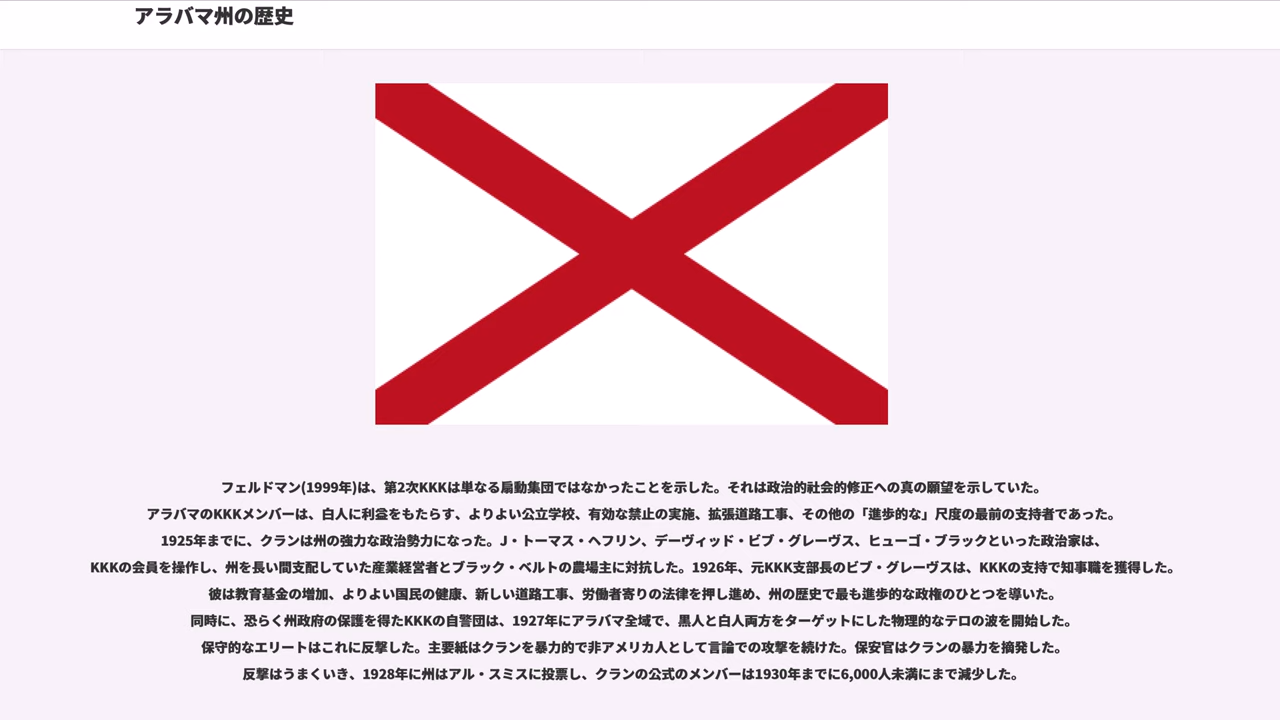 アラバマ州の歴史
フェルドマン(1999年)は、第2次KKKは単なる扇動集団ではなかったことを示した。それは政治的社会的修正への真の願望を示していた。
アラバマのKKKメンバーは、白人に利益をもたらす、よりよい公立学校、有効な禁止の実施、拡張道路工事、その他の「進歩的な」尺度の最前の支持者であった。
1925年までに、クランは州の強力な政治勢力になった。J・トーマス・ヘフリン、デーヴィッド・ビブ・グレーヴス、ヒューゴ・ブラックといった政治家は、
KKKの会員を操作し、州を長い間支配していた産業経営者とブラック・ベルトの農場主に対抗した。1926年、元KKK支部長のビブ・グレーヴスは、KKKの支持で知事職を獲得した。
彼は教育基金の増加、よりよい国民の健康、新しい道路工事、労働者寄りの法律を押し進め、州の歴史で最も進歩的な政権のひとつを導いた。
同時に、恐らく州政府の保護を得たKKKの自警団は、1927年にアラバマ全域で、黒人と白人両方をターゲットにした物理的なテロの波を開始した。
保守的なエリートはこれに反撃した。主要紙はクランを暴力的で非アメリカ人として言論での攻撃を続けた。保安官はクランの暴力を摘発した。
反撃はうまくいき、1928年に州はアル・スミスに投票し、クランの公式のメンバーは1930年までに6,000人未満にまで減少した。